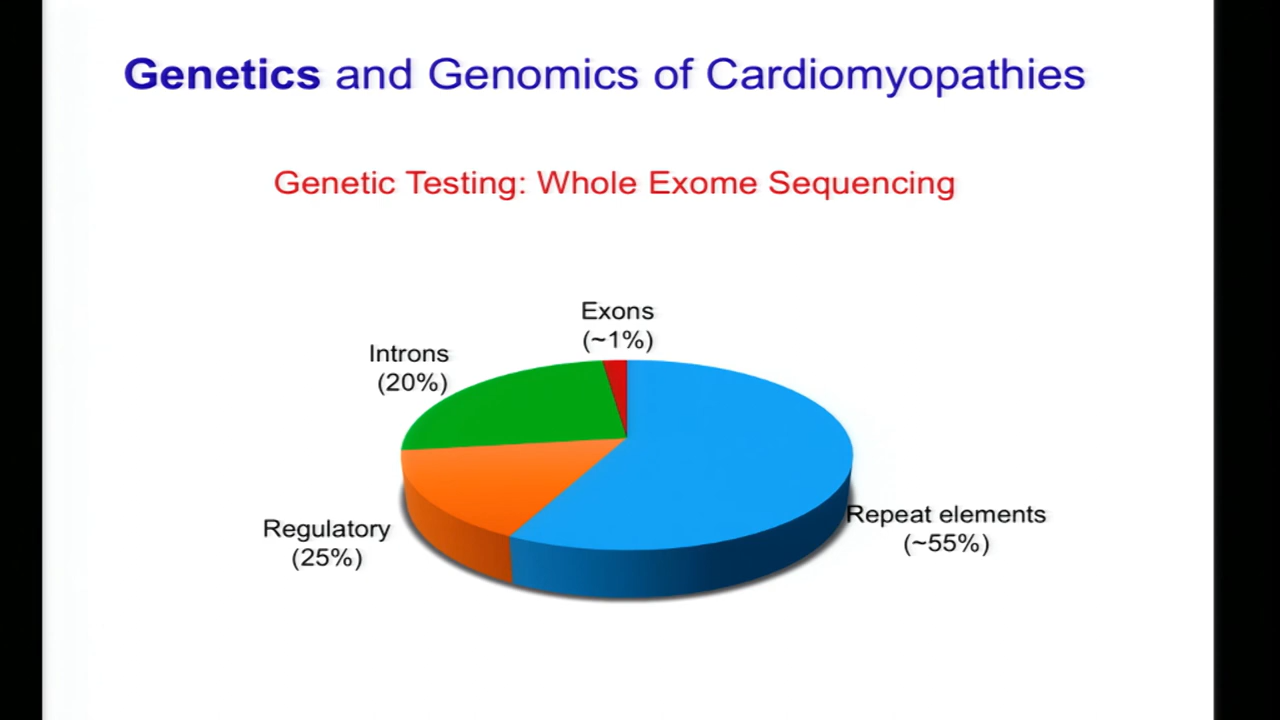 Genetics and Genomics of Cardiomyopathies
Genetic Testing: Whole Exome Sequencing
Exons
(~1%)
Introns
(20%)
Regulatory
(25%)
Repeat elements
(~55%)